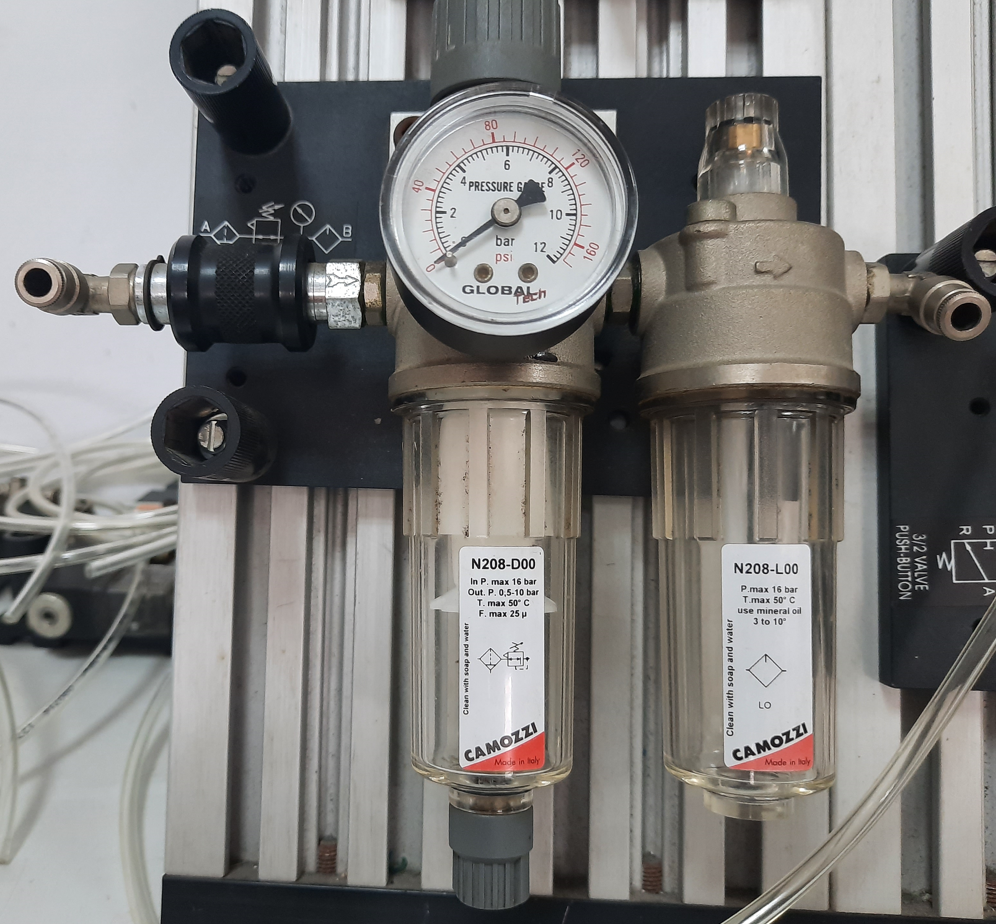 80
6
120
4
8
40
PRESSURE GAUGE
2
10
0
bar
12
160
0
psi
GLOBAL
Tech
A
B
N208-D00
In P. max 16 bar
Out. P. 0,5-10 bar
T. max 50° C
F. max 25 µ
Clean with soap and water
CAMOZZI
Made in Italy
N208-L00
P.max 16 bar
T.max 50° C
use mineral oil
3 to 10°
Clean with soap and water
LO
CAMOZZI
Made in Italy
P
R
A
3/2 VALVE
PUSH-BUTTON